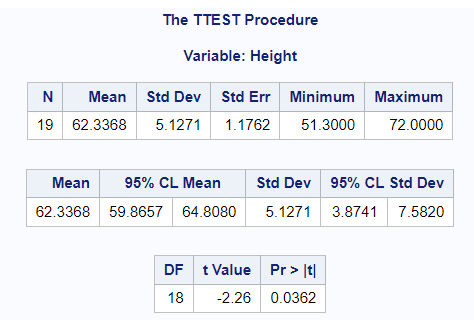 The TTEST Procedure
Variable: Height
N Mean Std Dev Std Err Minimum Maximum
19 62.3368 5.1271 1.1762 51.3000 72.0000
Mean 95% CL Mean Std Dev 95% CL Std Dev
62.3368 59.8657 64.8080 5.1271 3.8741 7.5820
DF t Value Pr > |t|
18 -2.26 0.0362